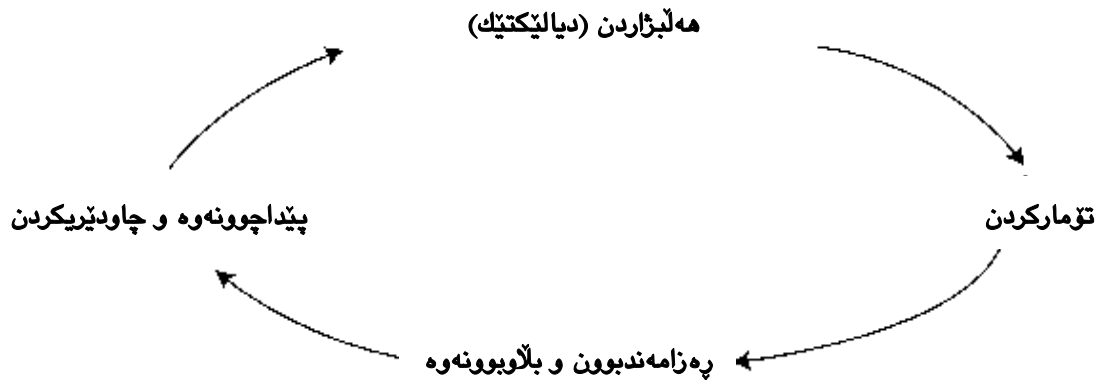 هەڵبژاردن (دیالێکتێك)
تۆمارکردن
پێداچوونەوە و چاودێریکردن
ڕەزامەندبوون و بڵاوبوونەوە